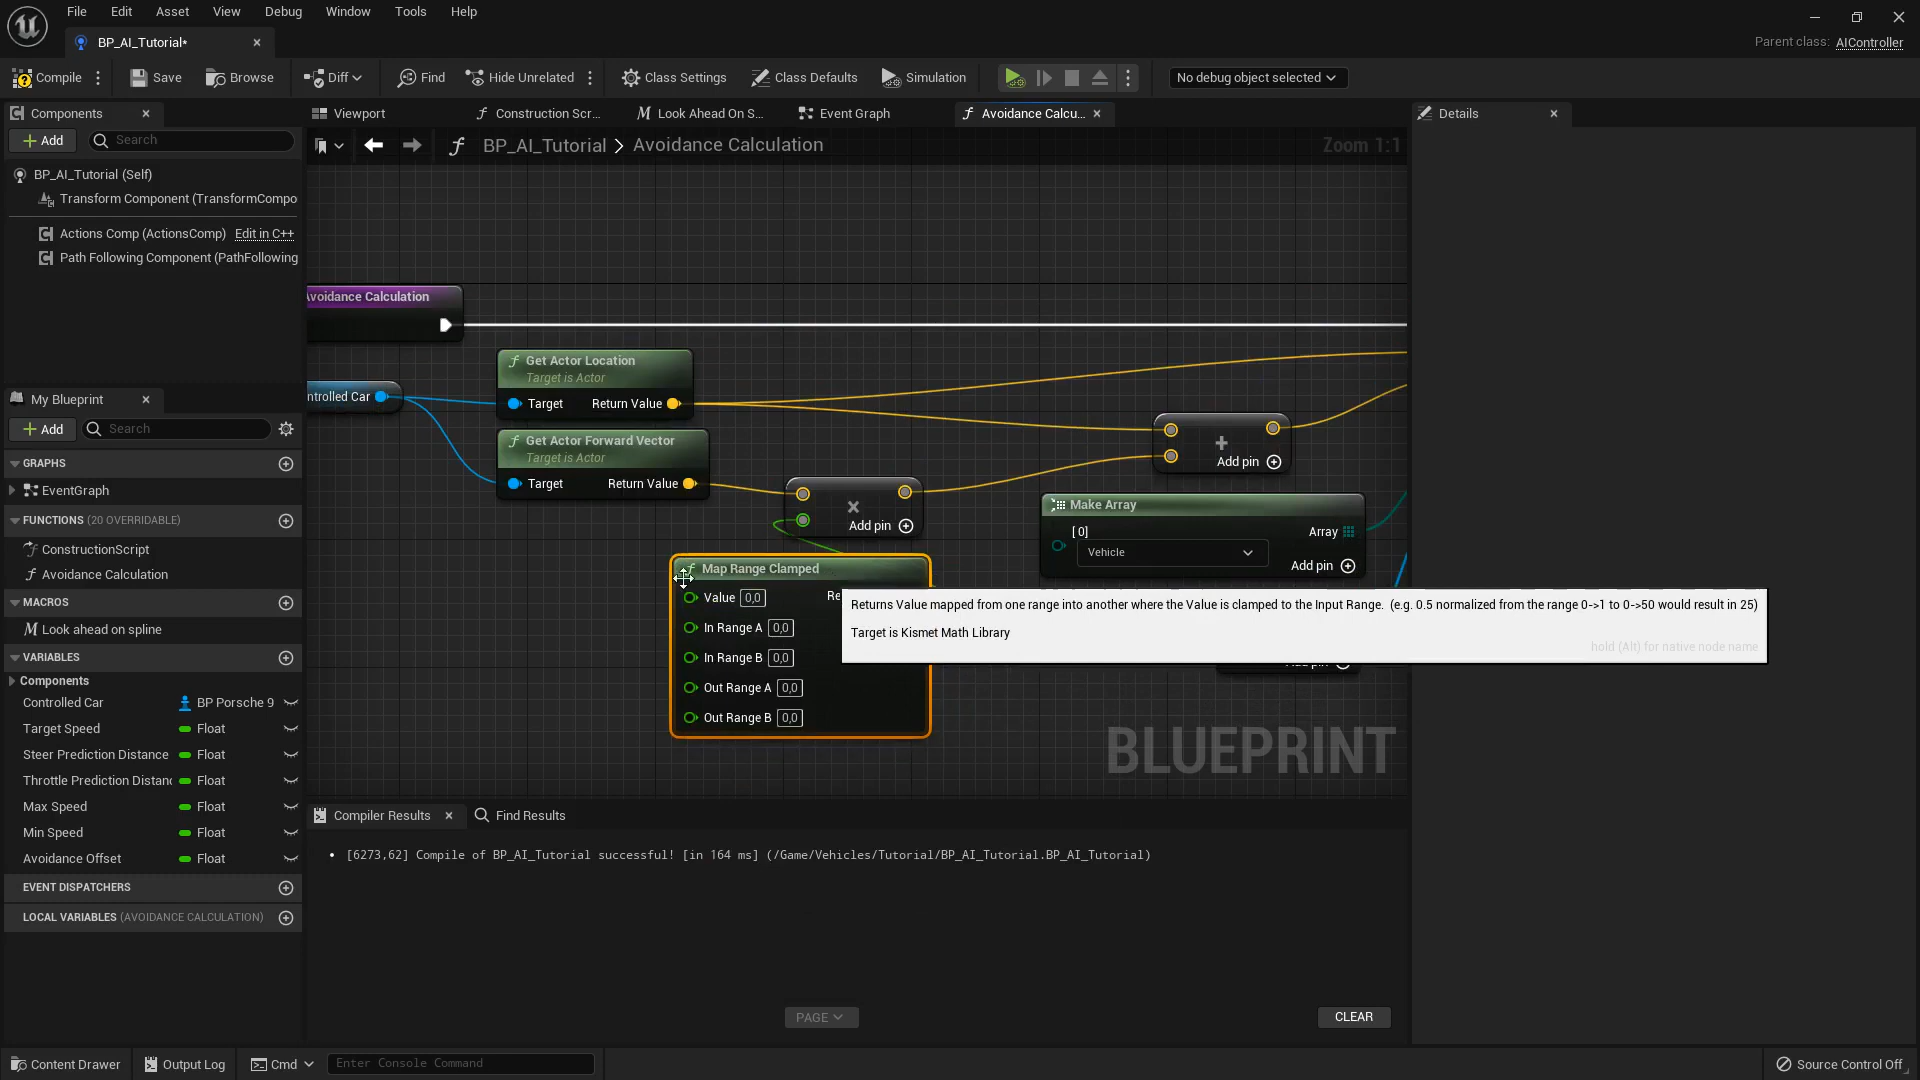 File Edit Asset View Debug Window Tools Help
BP_AI_Tutorial*
Parent class: AIController
Compile Save Browse Diff Find Hide Unrelated Class Settings Class Defaults Simulation No debug object selected
Components
Viewport Construction Scr... Look Ahead On S... Event Graph Avoidance Calcu... Details
Add Search
BP_AI_Tutorial > Avoidance Calculation Zoom 1:1
BP_AI_Tutorial (Self)
Transform Component (TransformCompo
Actions Comp (ActionsComp) Edit in C++
Path Following Component (PathFollowing
Avoidance Calculation
ntrolled Car
Get Actor Location
Target is Actor
Target Return Value
Get Actor Forward Vector
Target is Actor
Target Return Value
Add pin
Add pin
Make Array
[0] Array
Vehicle
Add pin
Map Range Clamped
Value 0,0 Re
In Range A 0,0
In Range B 0,0
Out Range A 0,0
Out Range B 0,0
Returns Value mapped from one range into another where the Value is clamped to the Input Range. (e.g. 0.5 normalized from the range 0->1 to 0->50 would result in 25)
Target is Kismet Math Library
hold (Alt) for native node name
Add pin
BLUEPRINT
My Blueprint
Add Search
GRAPHS
EventGraph
FUNCTIONS (20 OVERRIDABLE)
ConstructionScript
Avoidance Calculation
MACROS
Look ahead on spline
VARIABLES
Components
Controlled Car BP Porsche 9
Target Speed Float
Steer Prediction Distance Float
Throttle Prediction Distanc Float
Max Speed Float
Min Speed Float
Avoidance Offset Float
EVENT DISPATCHERS
LOCAL VARIABLES (AVOIDANCE CALCULATION)
Compiler Results Find Results
[6273,62] Compile of BP_AI_Tutorial successful! [in 164 ms] (/Game/Vehicles/Tutorial/BP_AI_Tutorial.BP_AI_Tutorial)
PAGE CLEAR
Content Drawer Output Log Cmd Enter Console Command Source Control Off